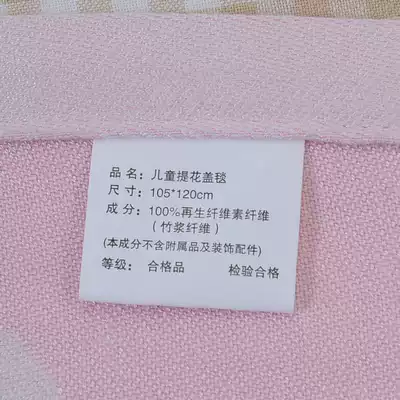 品 名：儿童提花盖毯
尺 寸：105*120cm
成 分：100%再生纤维素纤维
（竹浆纤维）
(本成分不含附属品及装饰配件)
等级： 合格品 检验合格